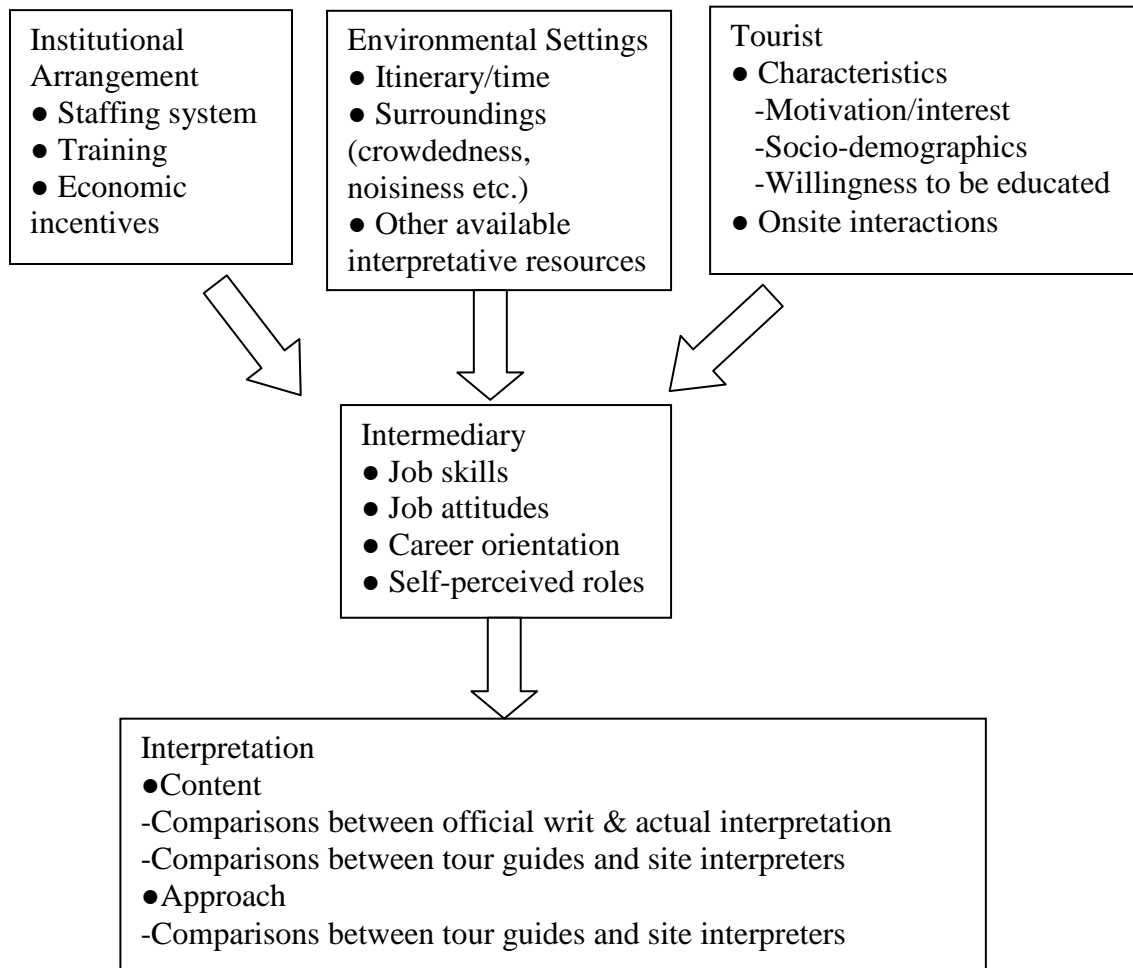 Institutional
Arrangement
● Staffing system
● Training
● Economic
incentives
Environmental Settings
● Itinerary/time
● Surroundings
(crowdedness,
noisiness etc.)
● Other available
interpretative resources
Tourist
● Characteristics
-Motivation/interest
-Socio-demographics
-Willingness to be educated
● Onsite interactions
Intermediary
● Job skills
● Job attitudes
● Career orientation
● Self-perceived roles
Interpretation
●Content
-Comparisons between official writ & actual interpretation
-Comparisons between tour guides and site interpreters
●Approach
-Comparisons between tour guides and site interpreters